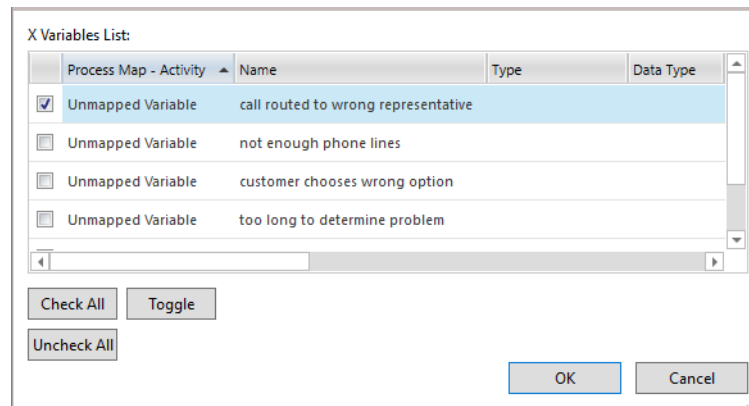 X Variables List:
Process Map - Activity Name Type Data Type
Unmapped Variable call routed to wrong representative
Unmapped Variable not enough phone lines
Unmapped Variable customer chooses wrong option
Unmapped Variable too long to determine problem
Check All Toggle
Uncheck All
OK Cancel